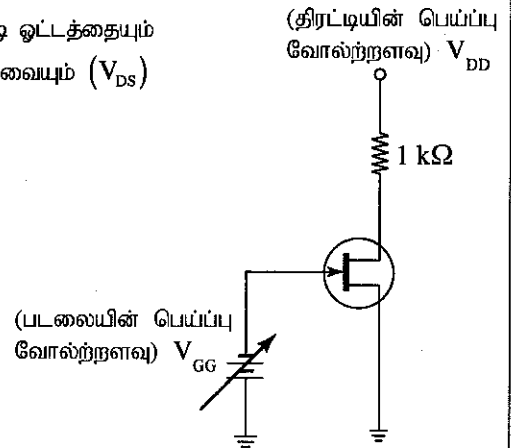 ஓட்டத்தையும்
வையும் (V_DS)
(திரட்டியின் பெய்ப்பு
வோல்ற்றளவு) V_DD
1 kΩ
(படலையின் பெய்ப்பு
வோல்ற்றளவு) V_GG